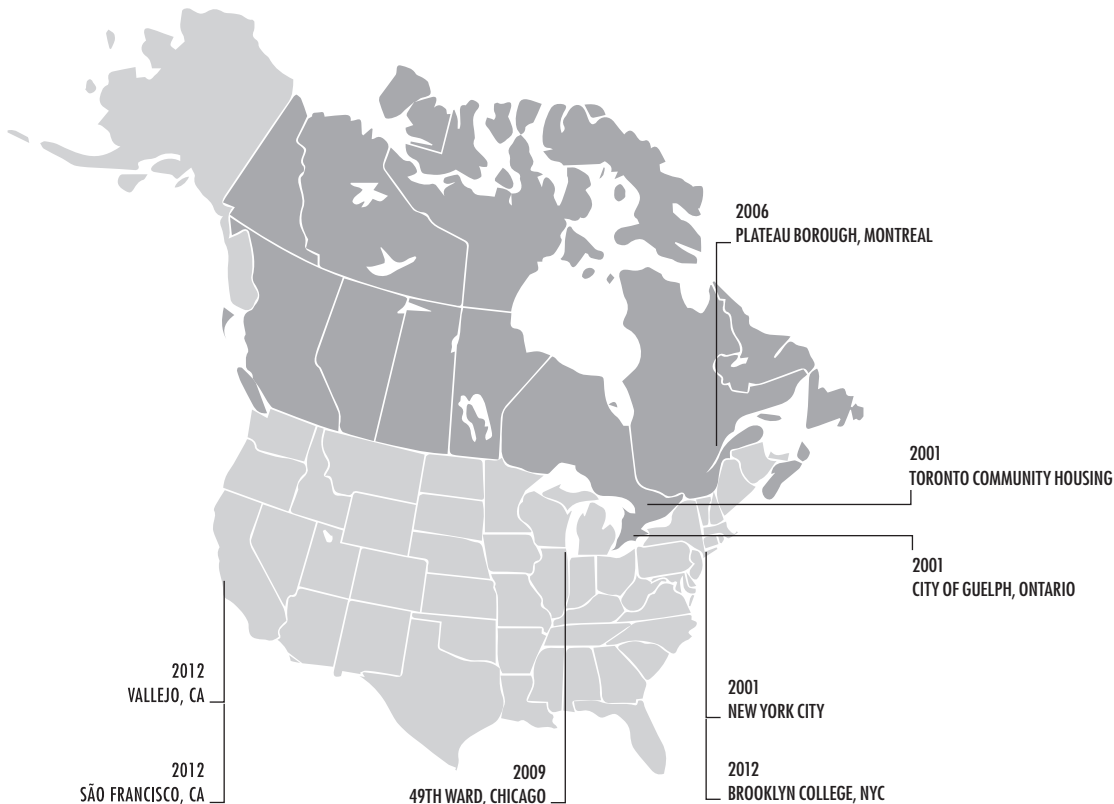 2006
PLATEAU BOROUGH, MONTREAL
2001
TORONTO COMMUNITY HOUSING
2001
CITY OF GUELPH, ONTARIO
2012
VALLEJO, CA
2001
NEW YORK CITY
2012
SÃO FRANCISCO, CA
2009
49TH WARD, CHICAGO
2012
BROOKLYN COLLEGE, NYC